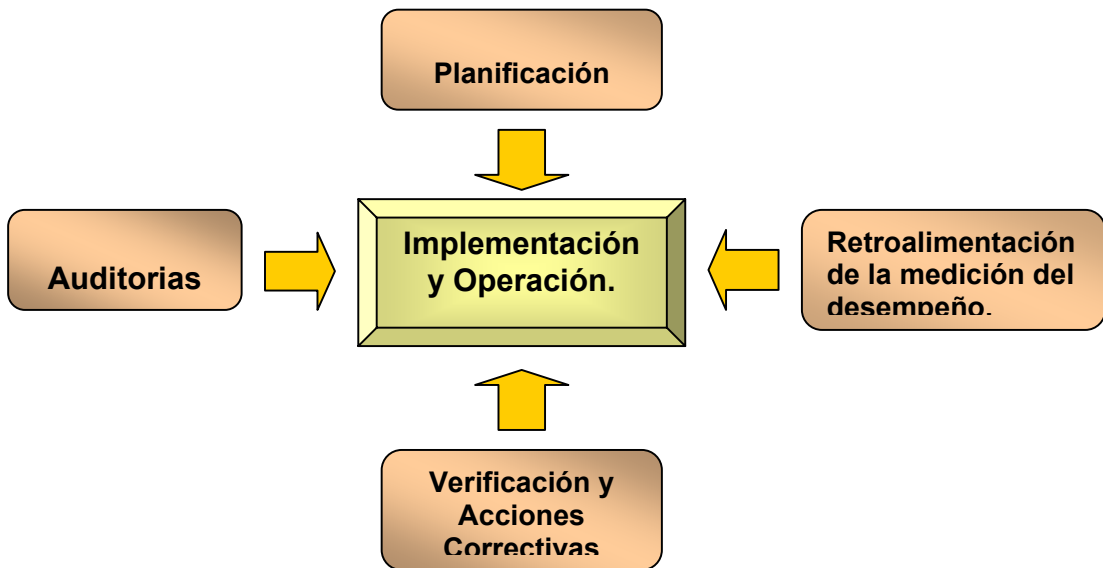 Planificación
Auditorias
Implementación
y Operación.
Retroalimentación
de la medición del
desempeño.
Verificación y
Acciones
Correctivas